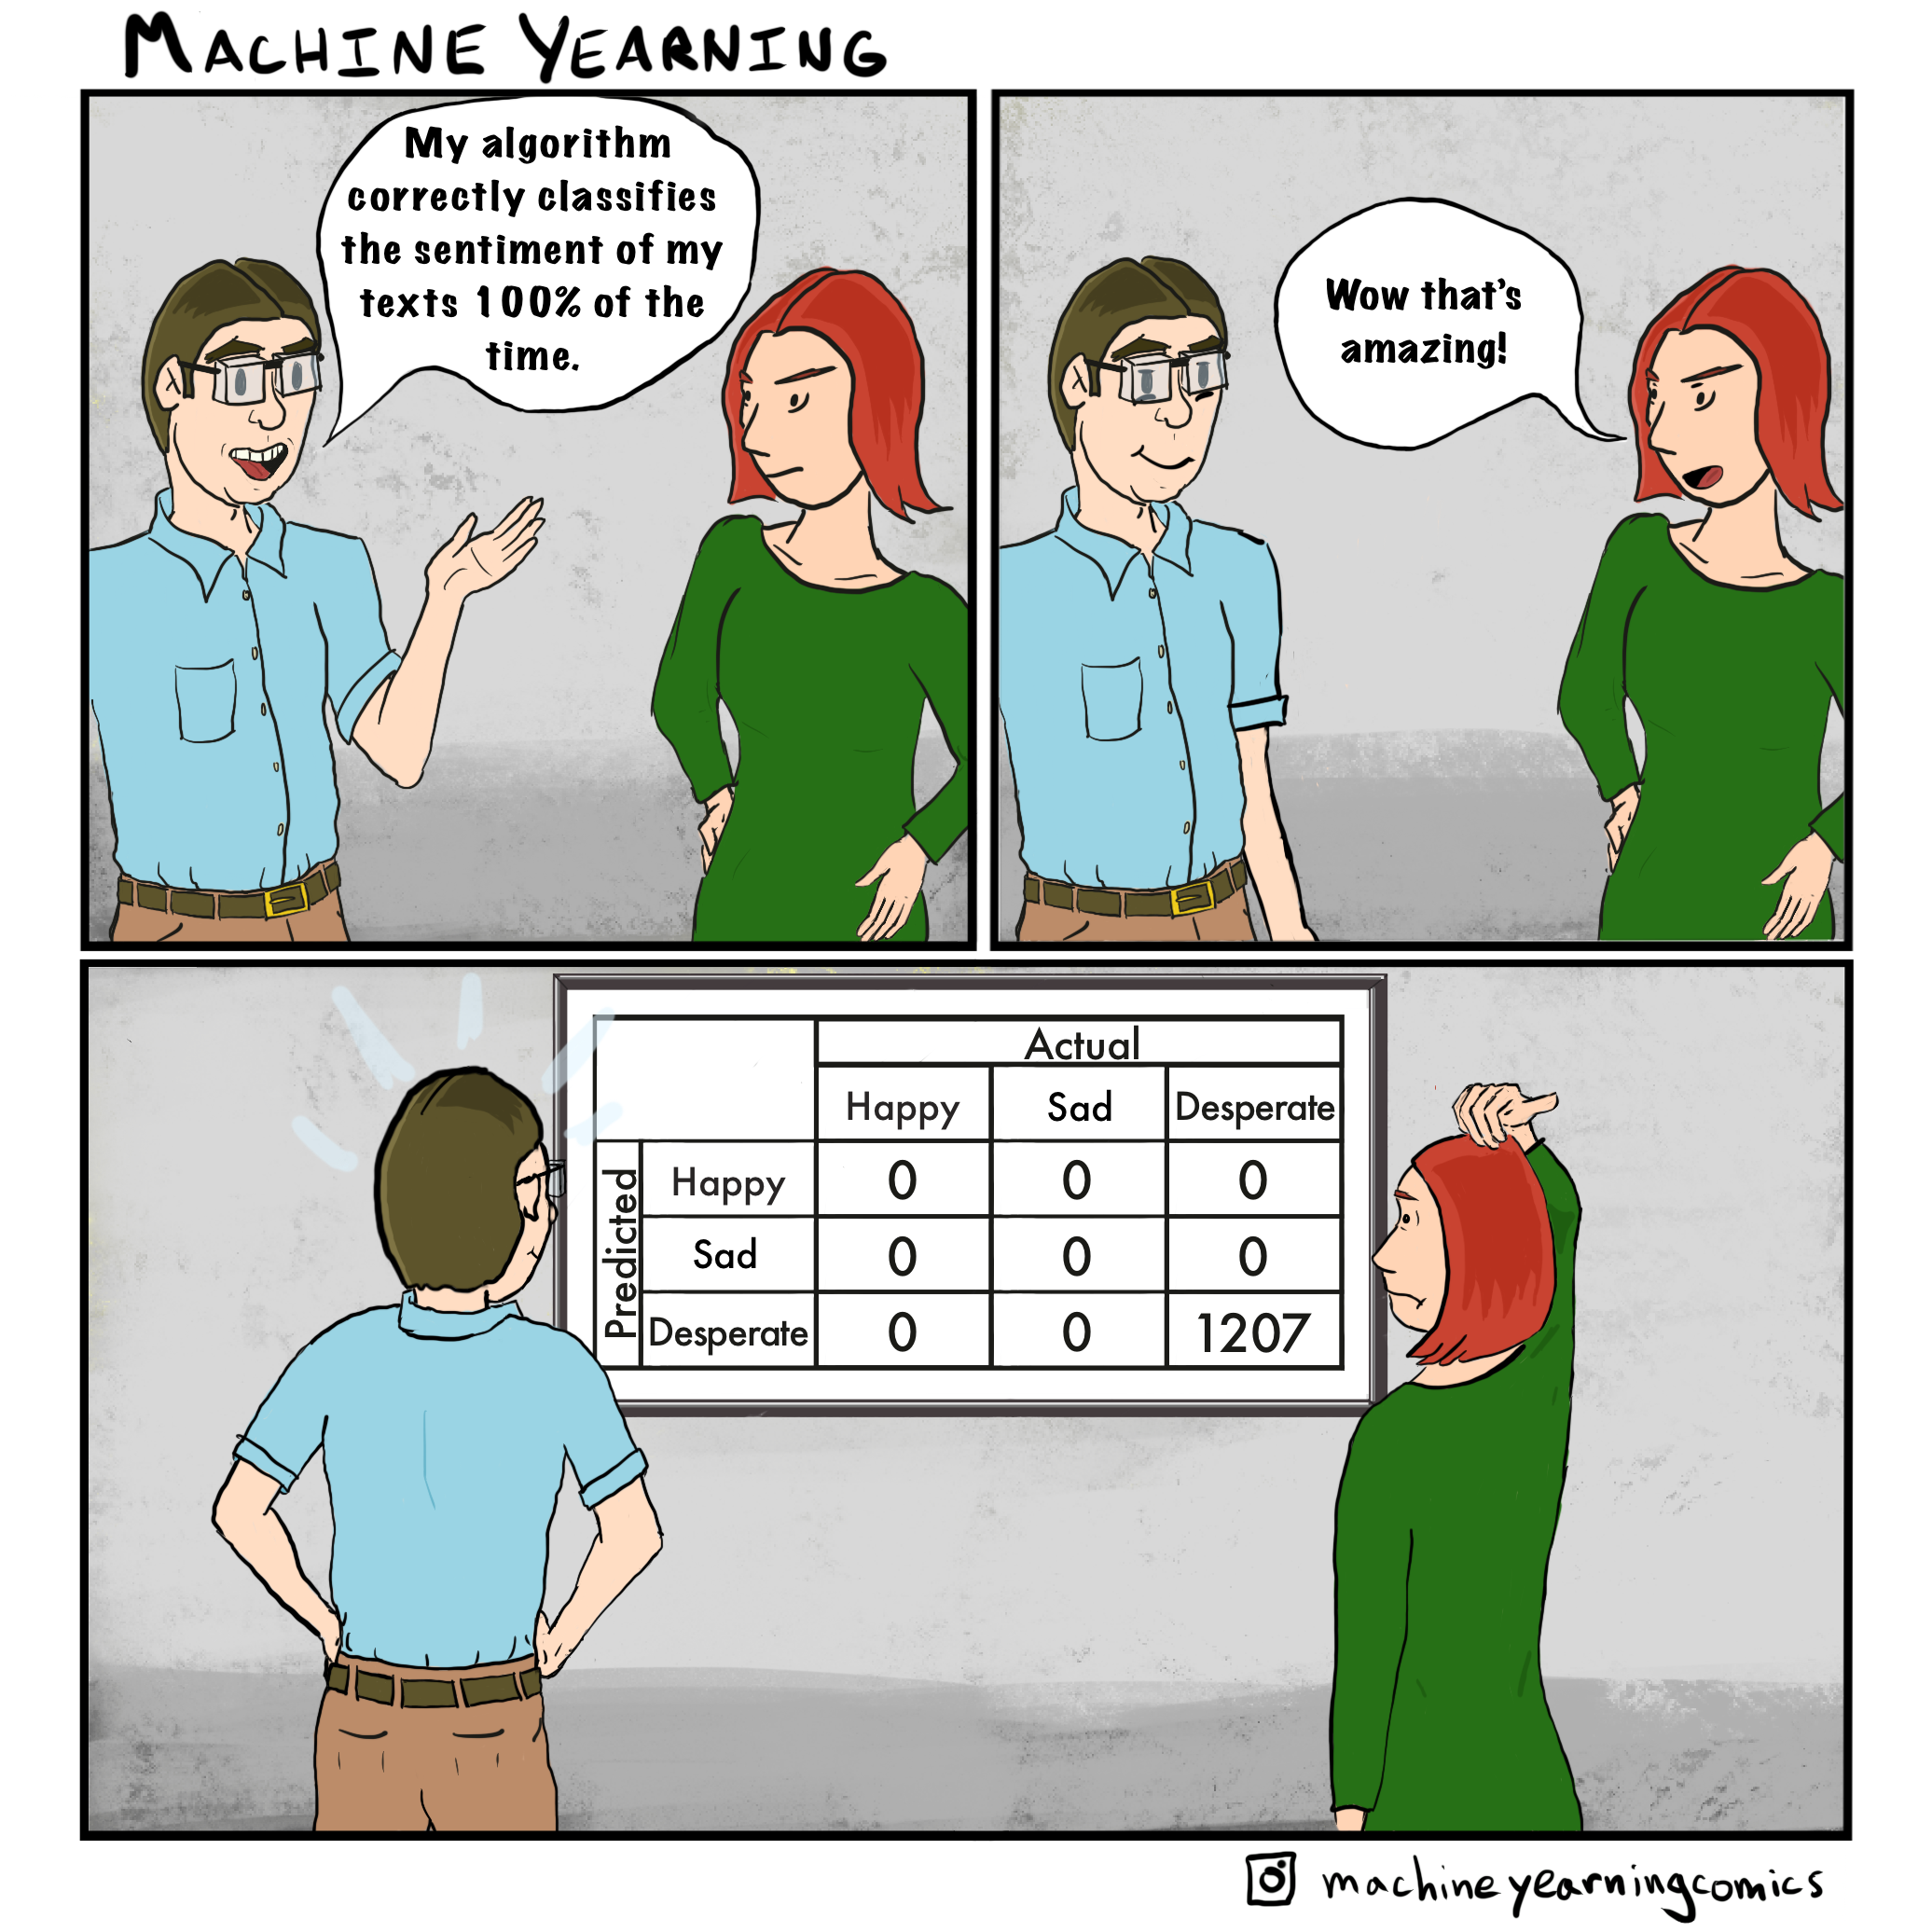 MACHINE YEARNING
My algorithm
correctly classifies
the sentiment of my
texts 100% of the
time.
Wow that's
amazing!
Actual
Happy Sad Desperate
Predicted
Happy 0 0 0
Sad 0 0 0
Desperate 0 0 1207
machineyearningcomics